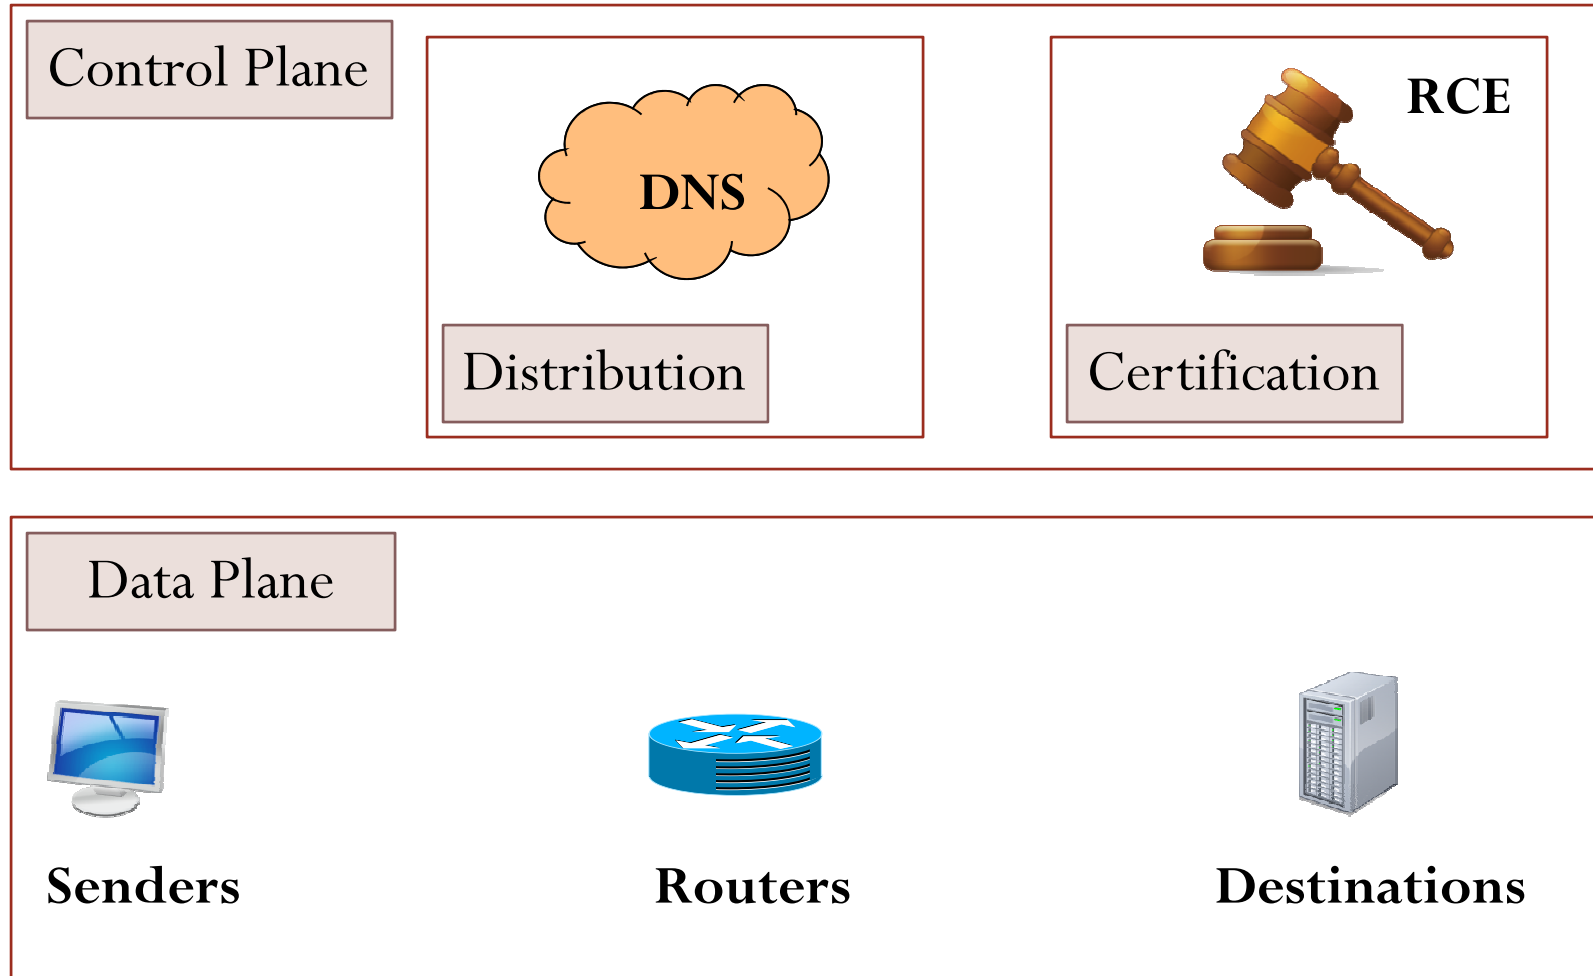 Control Plane
DNS
RCE
Distribution
Certification
Data Plane
Senders
Routers
Destinations